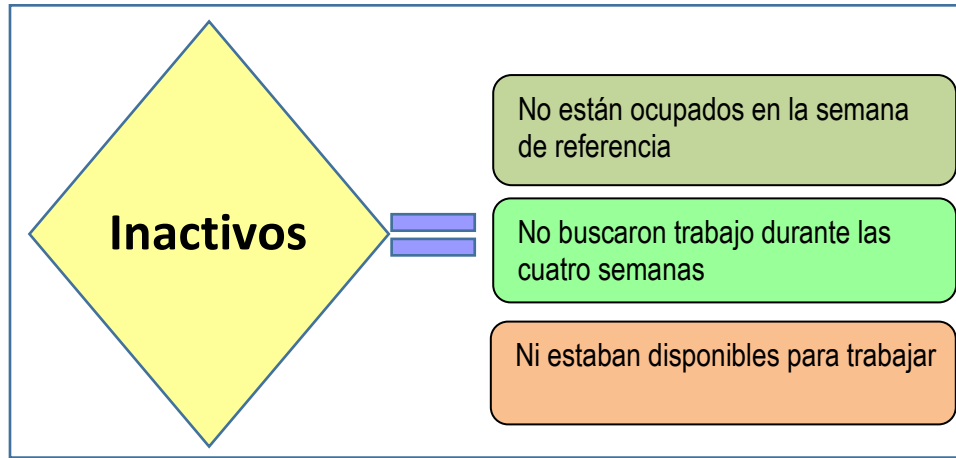 Inactivos
No están ocupados en la semana
de referencia
No buscaron trabajo durante las
cuatro semanas
Ni estaban disponibles para trabajar